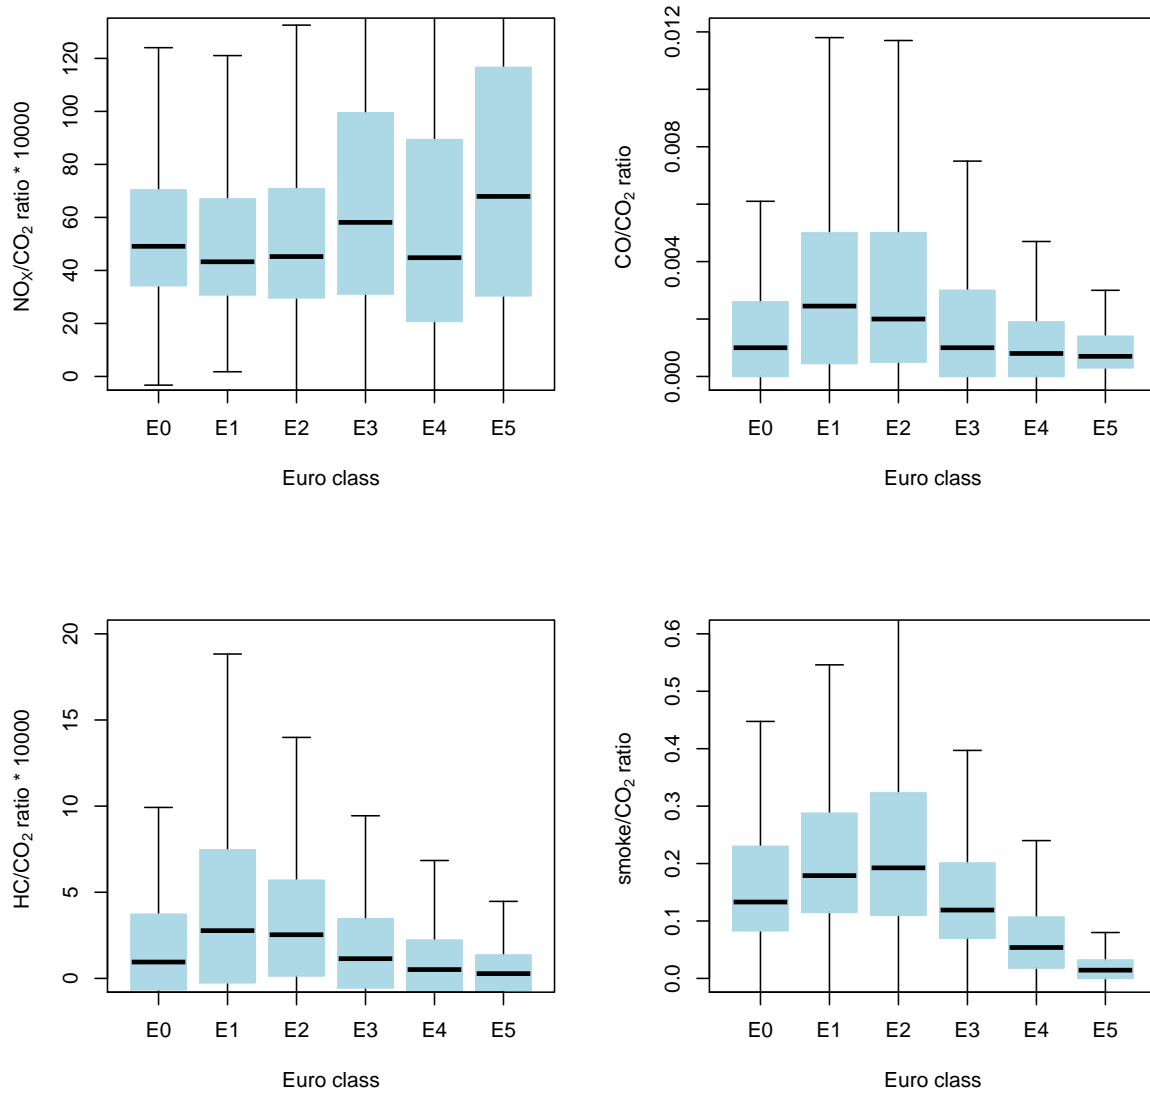 NOX/CO2 ratio * 10000
120
100
80
60
40
20
0
E0 E1 E2 E3 E4 E5
Euro class
CO/CO2 ratio
0.012
0.008
0.004
0.000
E0 E1 E2 E3 E4 E5
Euro class
HC/CO2 ratio * 10000
20
15
10
5
0
E0 E1 E2 E3 E4 E5
Euro class
smoke/CO2 ratio
0.6
0.5
0.4
0.3
0.2
0.1
0.0
E0 E1 E2 E3 E4 E5
Euro class